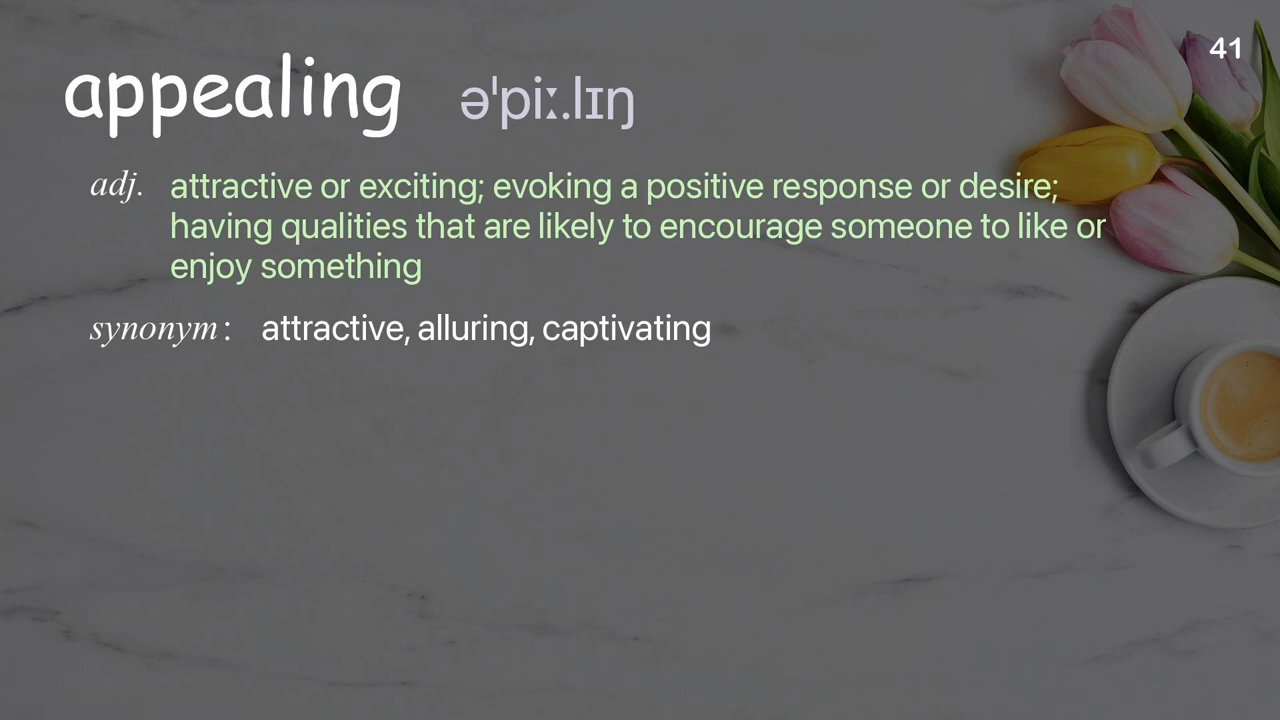 41
appealing əˈpiː.lɪŋ
adj. attractive or exciting; evoking a positive response or desire;
having qualities that are likely to encourage someone to like or
enjoy something
synonym: attractive, alluring, captivating